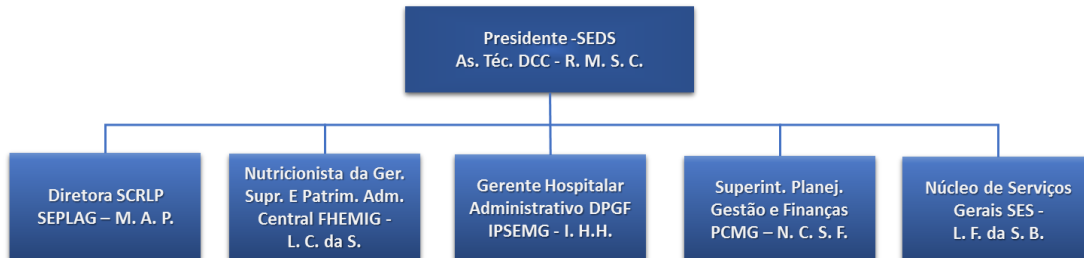 Presidente -SEDS
As. Téc. DCC - R. M. S. C.
Diretora SCRLP
SEPLAG – M. A. P.
Nutricionista da Ger.
Supr. E Patrim. Adm.
Central FHEMIG -
L. C. da S.
Gerente Hospitalar
Administrativo DPGF
IPSEMG - I. H.H.
Superint. Planej.
Gestão e Finanças
PCMG – N. C. S. F.
Núcleo de Serviços
Gerais SES -
L. F. da S. B.